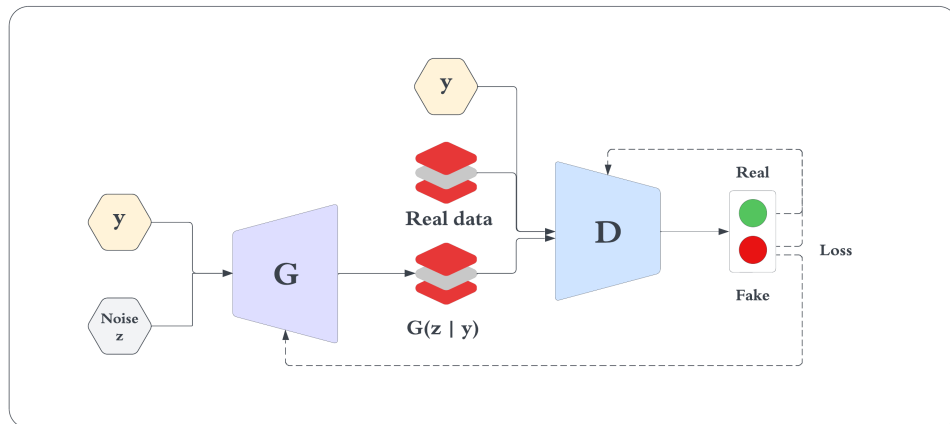 y
Real data
y
Noise
z
G
G(z | y)
D
Real
Fake
Loss